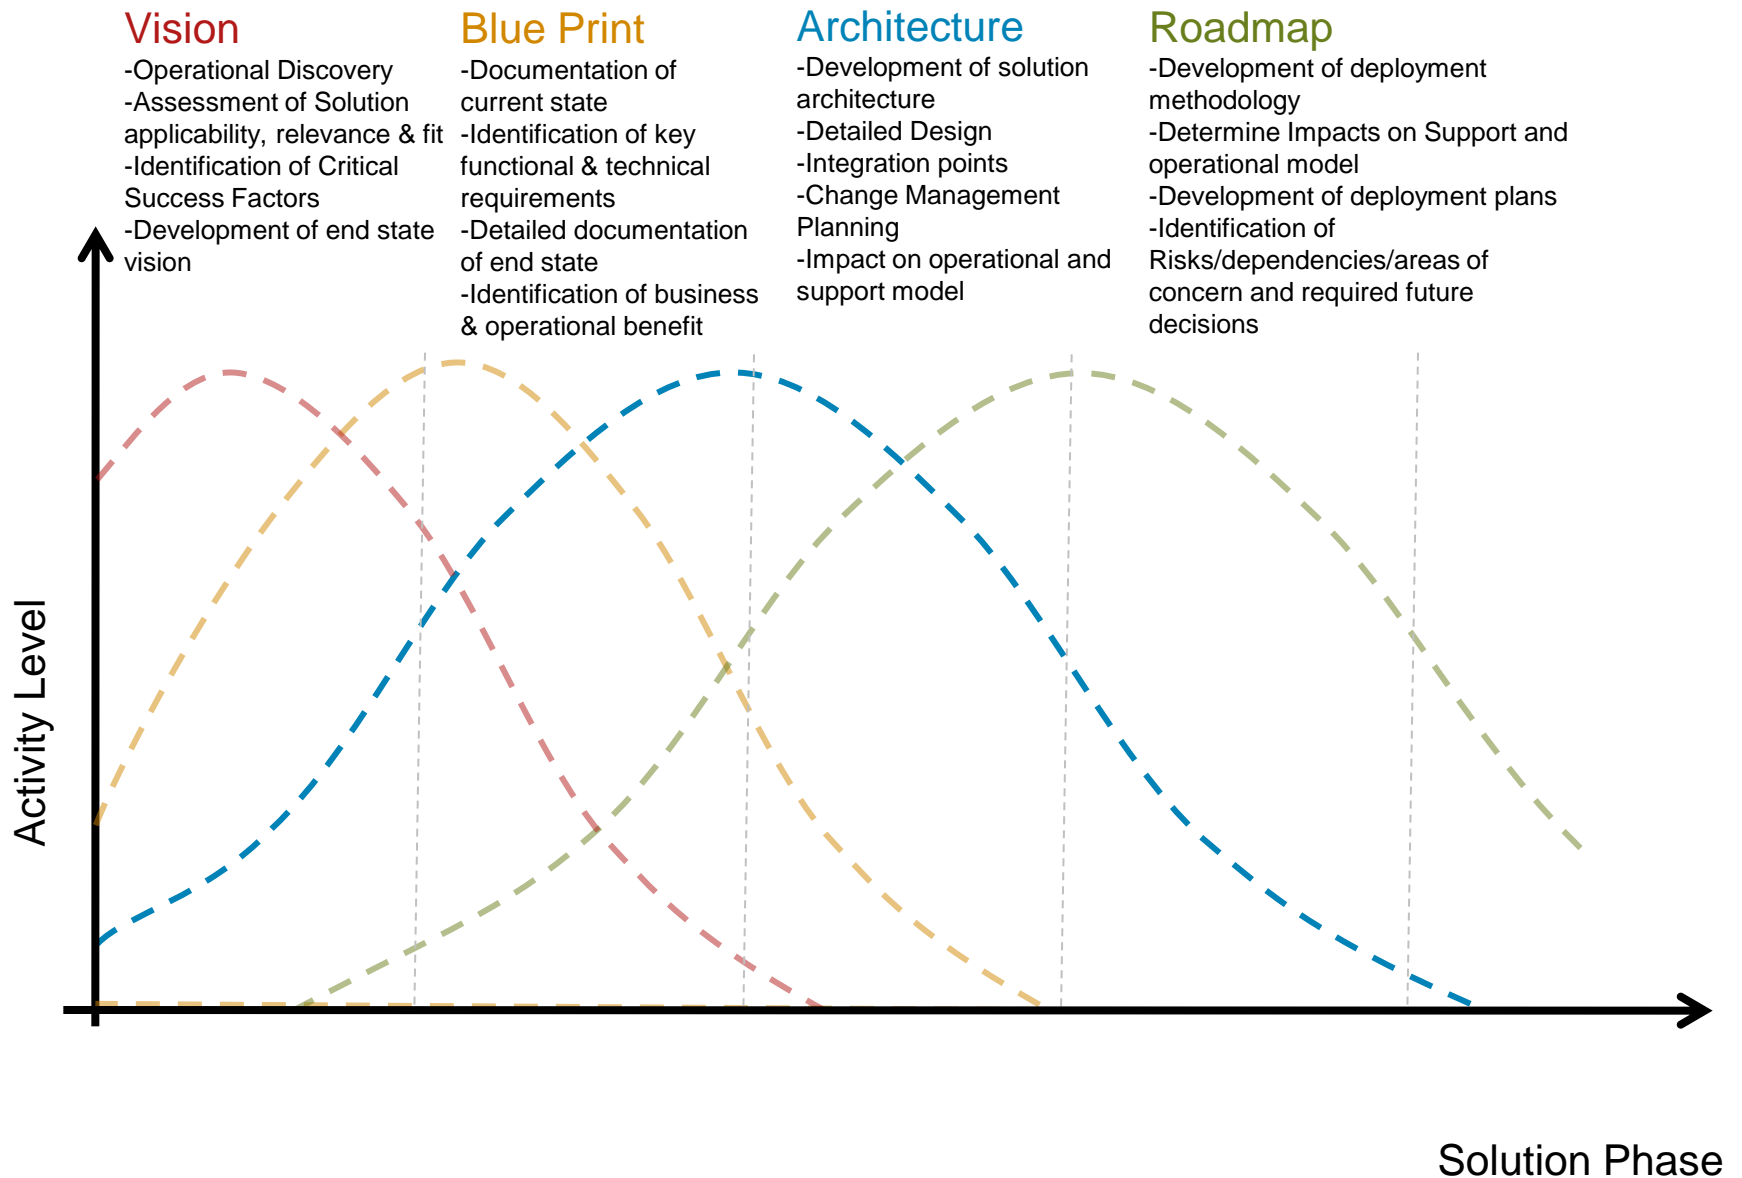 Vision
-Operational Discovery
-Assessment of Solution
applicability, relevance & fit
-Identification of Critical
Success Factors
-Development of end state
vision
Blue Print
-Documentation of
current state
-Identification of key
functional & technical
requirements
-Detailed documentation
of end state
-Identification of business
& operational benefit
Architecture
-Development of solution
architecture
-Detailed Design
-Integration points
-Change Management
Planning
-Impact on operational and
support model
Roadmap
-Development of deployment
methodology
-Determine Impacts on Support and
operational model
-Development of deployment plans
-Identification of
Risks/dependencies/areas of
concern and required future
decisions
Activity Level
Solution Phase